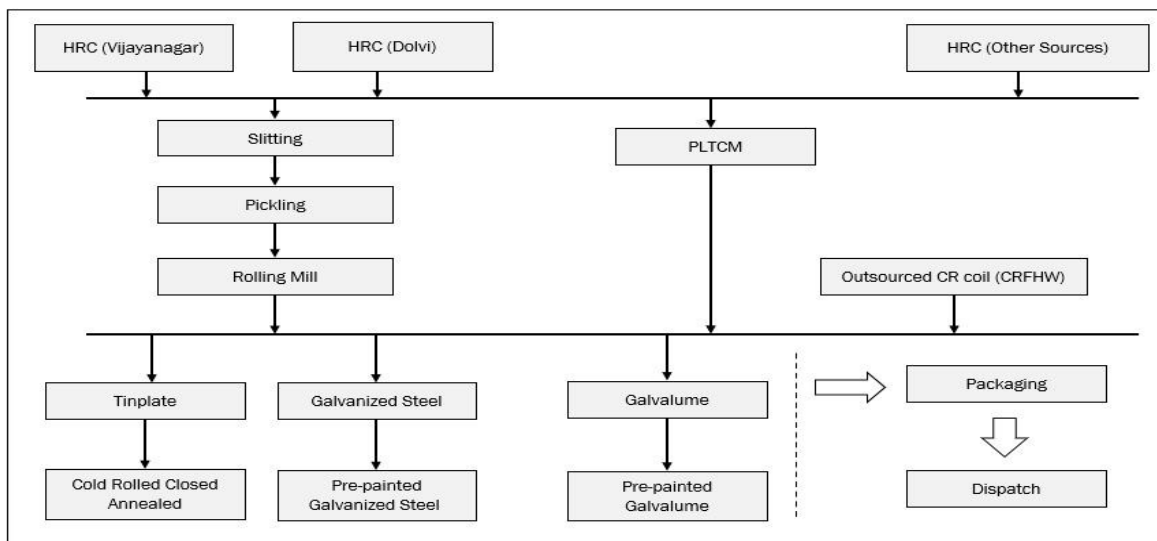 HRC (Vijayanagar)
HRC (Dolvi)
HRC (Other Sources)
Slitting
PLTCM
Pickling
Rolling Mill
Outsourced CR coil (CRFHW)
Tinplate
Galvanized Steel
Galvalume
Packaging
Cold Rolled Closed
Annealed
Pre-painted
Galvanized Steel
Pre-painted
Galvalume
Dispatch